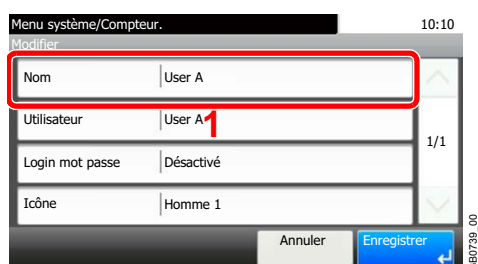 Menu système/Compteur. 10:10
Modifier
Nom User A
Utilisateur User A
1
1/1
Login mot passe Désactivé
Icône Homme 1
Annuler Enregistrer